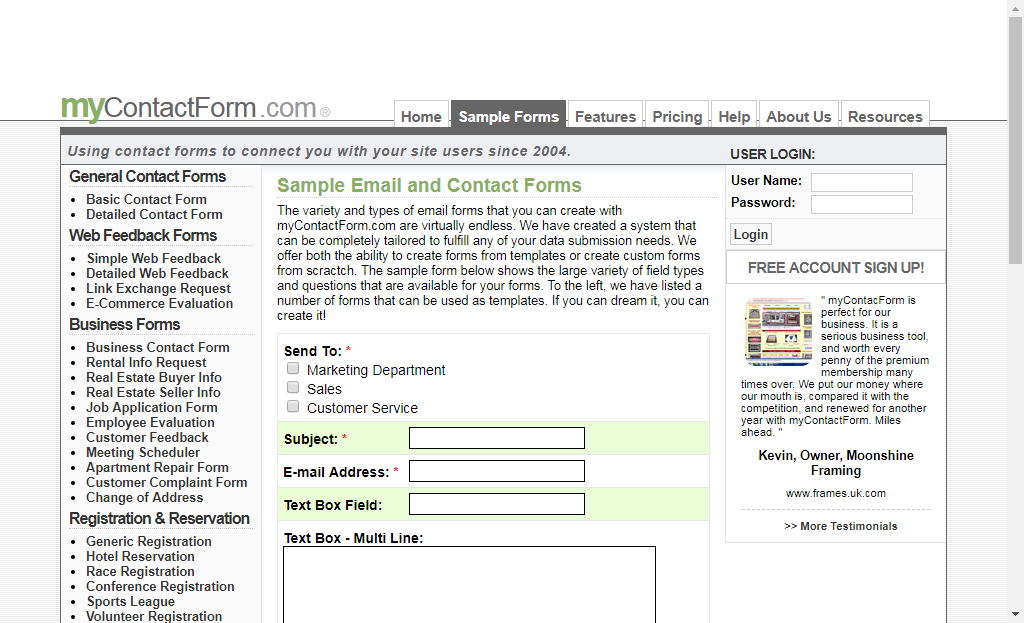 myContactForm.com®
Home
Sample Forms
Features
Pricing
Help
About Us
Resources
Using contact forms to connect you with your site users since 2004.
USER LOGIN:
General Contact Forms
Basic Contact Form
Detailed Contact Form
Web Feedback Forms
Simple Web Feedback
Detailed Web Feedback
Link Exchange Request
E-Commerce Evaluation
Business Forms
Business Contact Form
Rental Info Request
Real Estate Buyer Info
Real Estate Seller Info
Job Application Form
Employee Evaluation
Customer Feedback
Meeting Scheduler
Apartment Repair Form
Customer Complaint Form
Change of Address
Registration & Reservation
Generic Registration
Hotel Reservation
Race Registration
Conference Registration
Sports League
Volunteer Registration
Sample Email and Contact Forms
The variety and types of email forms that you can create with
myContactForm.com are virtually endless. We have created a system that
can be completely tailored to fulfill any of your data submission needs. We
offer both the ability to create forms from templates or create custom forms
from scractch. The sample form below shows the large variety of field types
and questions that are available for your forms. To the left, we have listed a
number of forms that can be used as templates. If you can dream it, you can
create it!
Send To: *
Marketing Department
Sales
Customer Service
Subject: *
E-mail Address: *
Text Box Field:
Text Box - Multi Line:
User Name:
Password:
Login
FREE ACCOUNT SIGN UP!
" myContacForm is
perfect for our
business. It is a
serious business tool,
and worth every
penny of the premium
membership many
times over. We put our money where
our mouth is, compared it with the
competition, and renewed for another
year with myContactForm. Miles
ahead. "
Kevin, Owner, Moonshine
Framing
www.frames.uk.com
>> More Testimonials